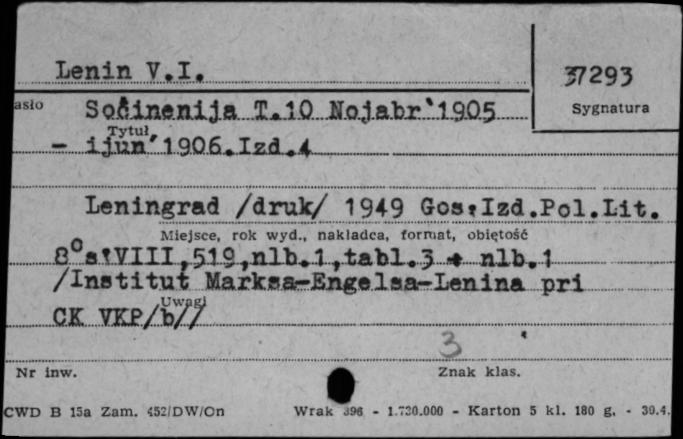 Lenin V.I.
37293
asło Sočinenija T.10 Nojabr'1905
Sygnatura
Tytuł
- ijun'1906.Izd.4
Leningrad /druk/ 1949 Gos.Izd.Pol.Lit.
Miejsce, rok wyd., nakładca, format, objętość
8° s.VIII,519,nlb.1,tabl.3 + nlb.1
/Institut Marksa-Engelsa-Lenina pri
Uwagi
CK VKP/b//
3
Nr inw.
Znak klas.
CWD B 15a Zam. 452/DW/On Wrak 396 - 1.730.000 - Karton 5 kl. 180 g. - 30.4.